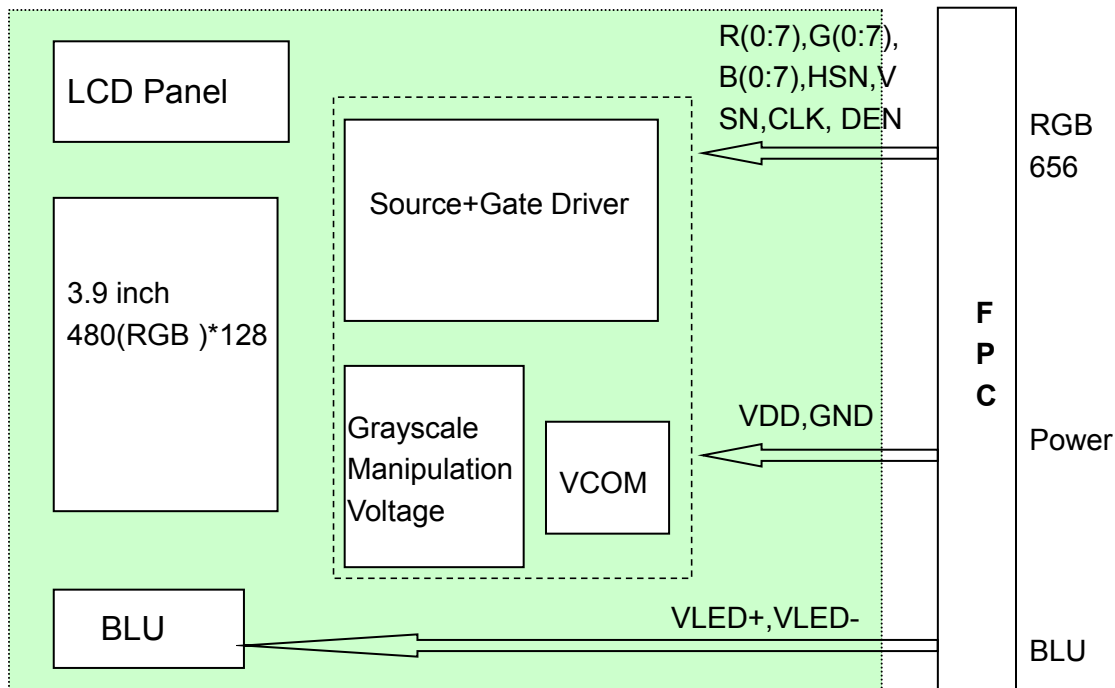 LCD Panel
3.9 inch
480(RGB )*128
BLU
Source+Gate Driver
Grayscale
Manipulation
Voltage
VCOM
R(0:7),G(0:7),
B(0:7),HSN,V
SN,CLK, DEN
VDD,GND
VLED+,VLED-
F
P
C
RGB
656
Power
BLU